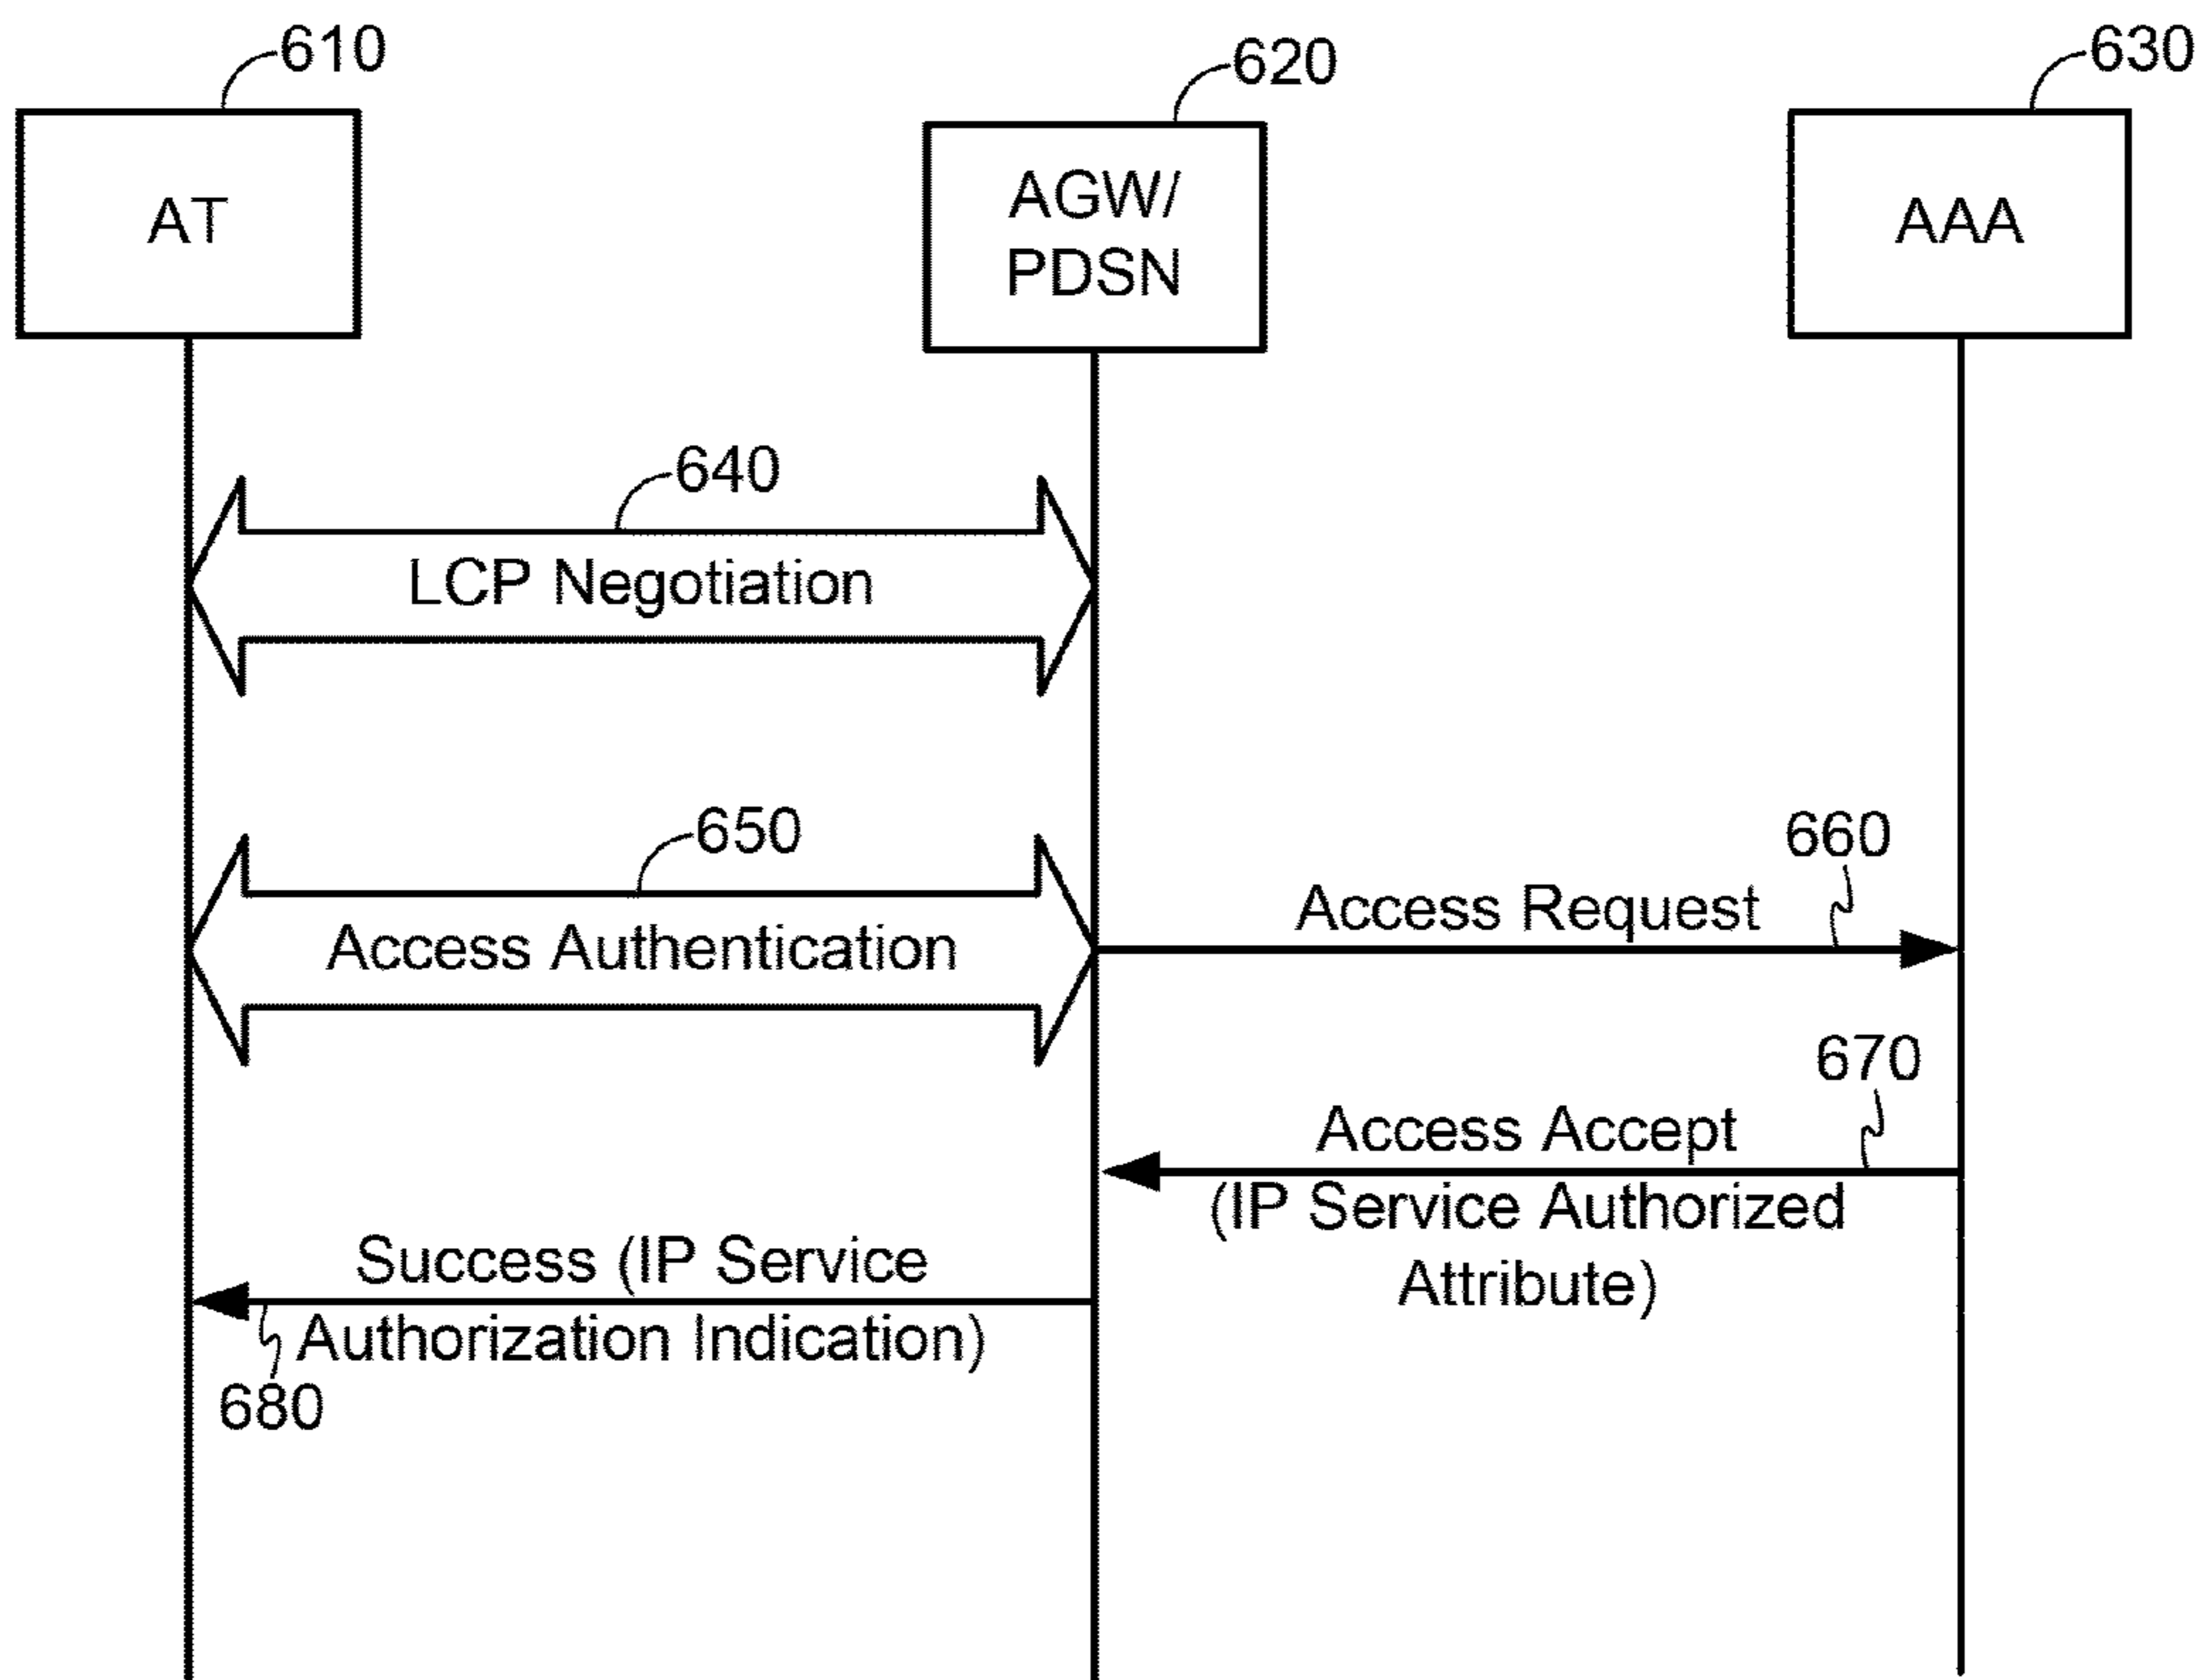 610
620
630
AT
AGW/
PDSN
AAA
640
LCP Negotiation
650
Access Authentication
660
Access Request
670
Access Accept
(IP Service Authorized
Attribute)
Success (IP Service
Authorization Indication)
680